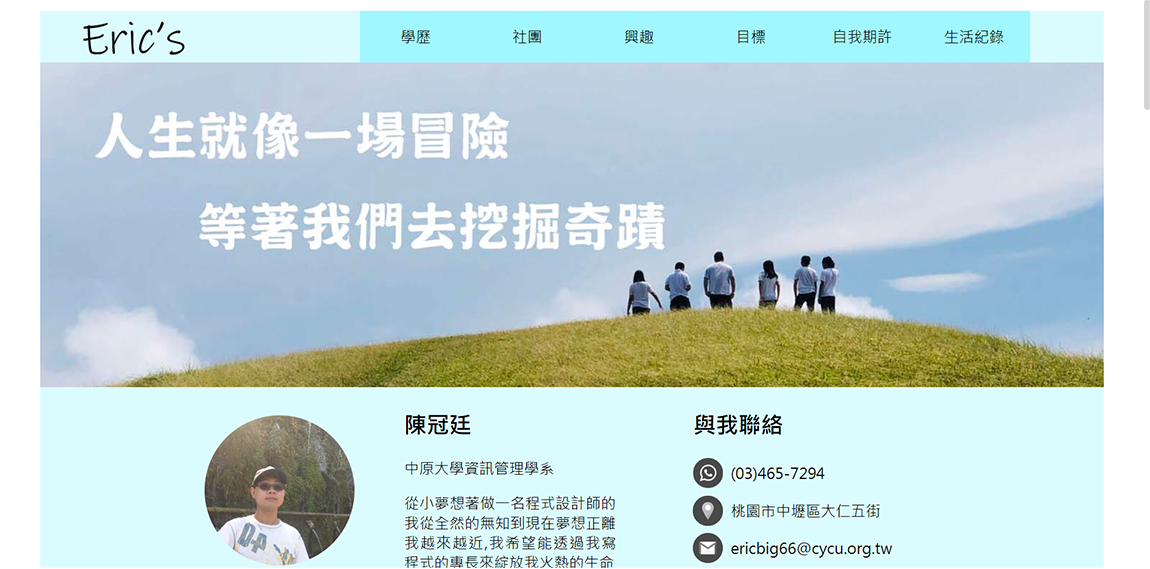 Eric's
學歷 社團 興趣 目標 自我期許 生活紀錄
人生就像一場冒險
等著我們去挖掘奇蹟
陳冠廷
中原大學資訊管理學系
從小夢想著做一名程式設計師的
我從全然的無知到現在夢想正離
我越來越近,我希望能透過我寫
程式的專長來綻放我火熱的生命
與我聯絡
(03)465-7294
桃園市中壢區大仁五街
ericbig66@cycu.org.tw